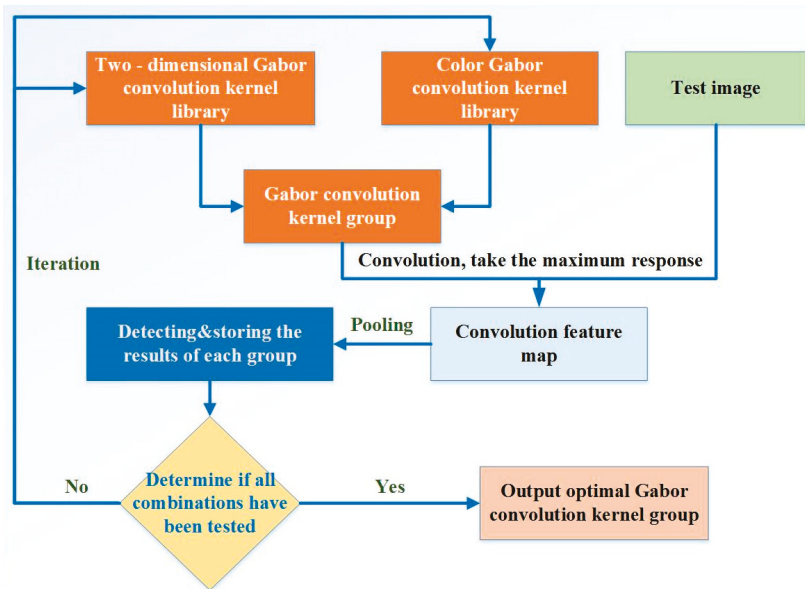 Two - dimensional Gabor
convolution kernel
library
Color Gabor
convolution kernel
library
Test image
Gabor convolution
kernel group
Iteration
Convolution, take the maximum response
Detecting&storing the
results of each group
Pooling
Convolution feature
map
No
Determine if all
combinations have
been tested
Yes
Output optimal Gabor
convolution kernel group